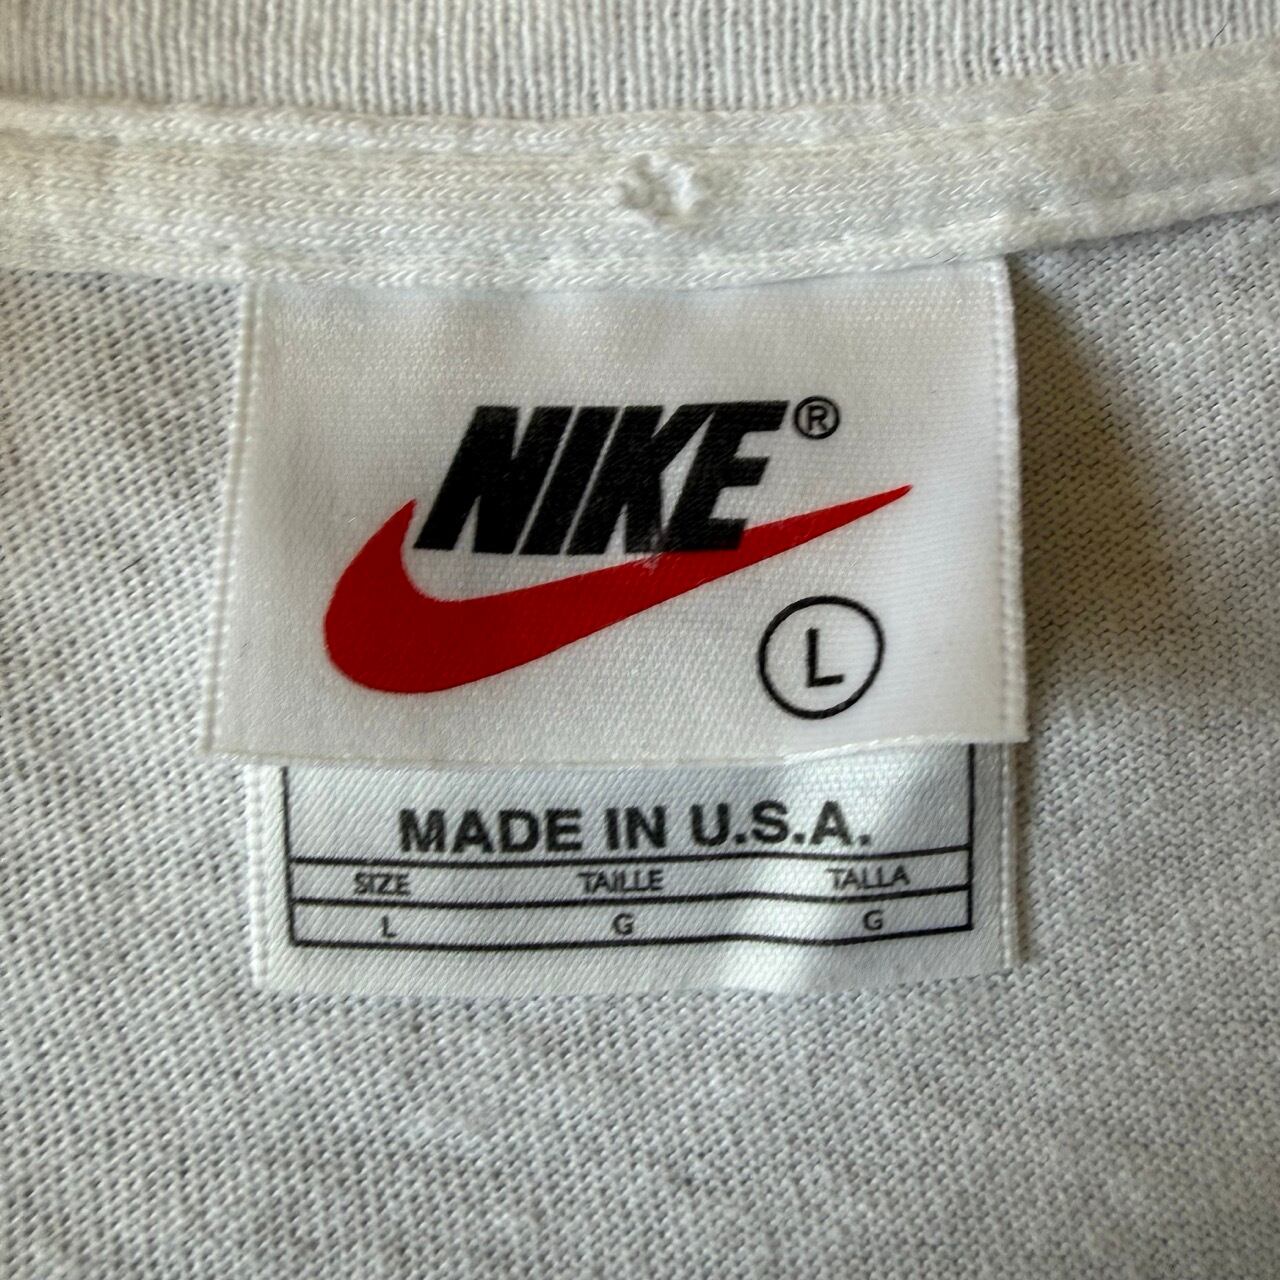 NIKE®
L
MADE IN U.S.A.
SIZE TAILLE TALLA
L G G